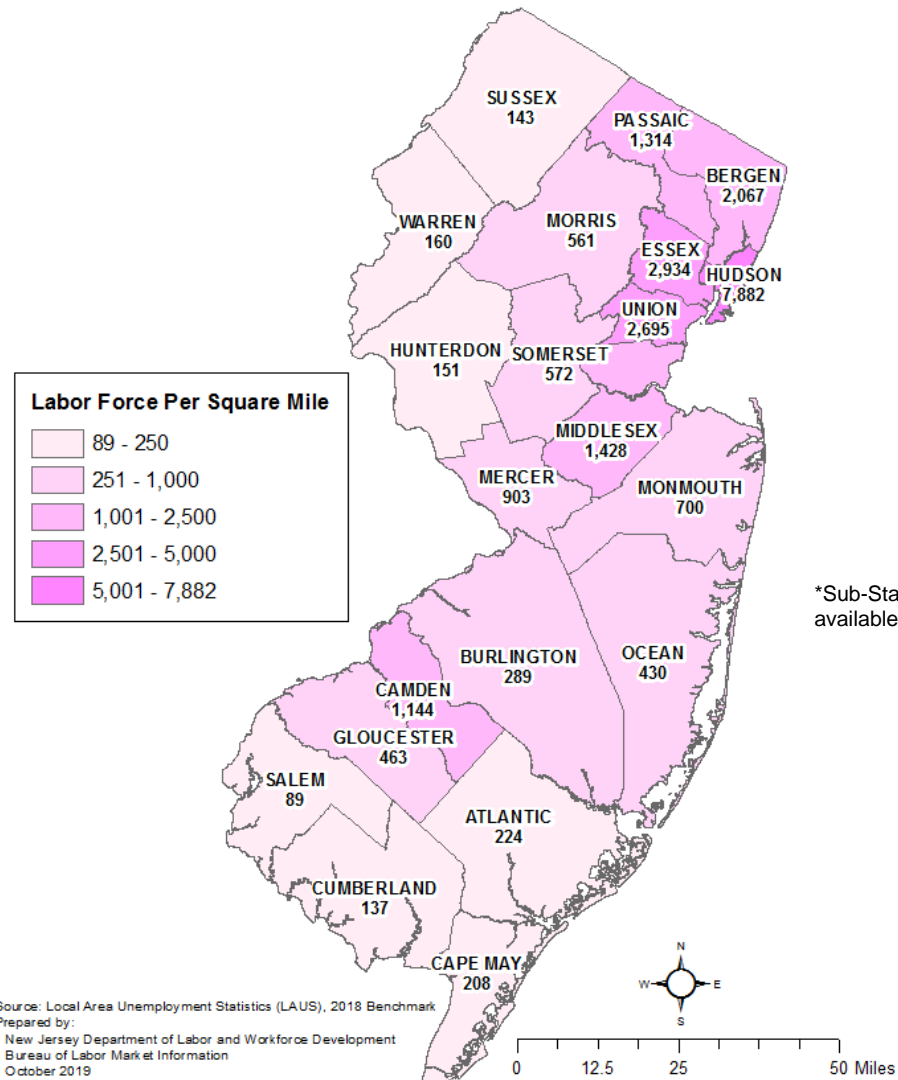 SUSSEX
143
PASSAIC
1,314
BERGEN
2,067
WARREN
160
MORRIS
561
ESSEX
2,934
HUDSON
7,882
UNION
2,695
HUNTERDON
151
SOMERSET
572
Labor Force Per Square Mile
89 - 250
251 - 1,000
1,001 - 2,500
2,501 - 5,000
5,001 - 7,882
MIDDLESEX
1,428
MERCER
903
MONMOUTH
700
*Sub-Sta
available
BURLINGTON
289
OCEAN
430
CAMDEN
1,144
GLOUCESTER
463
SALEM
89
ATLANTIC
224
CUMBERLAND
137
CAPE MAY
208
N
W E
S
Source: Local Area Unemployment Statistics (LAUS), 2018 Benchmark
Prepared by:
New Jersey Department of Labor and Workforce Development
Bureau of Labor Market Information
October 2019
0 12.5 25 50 Miles